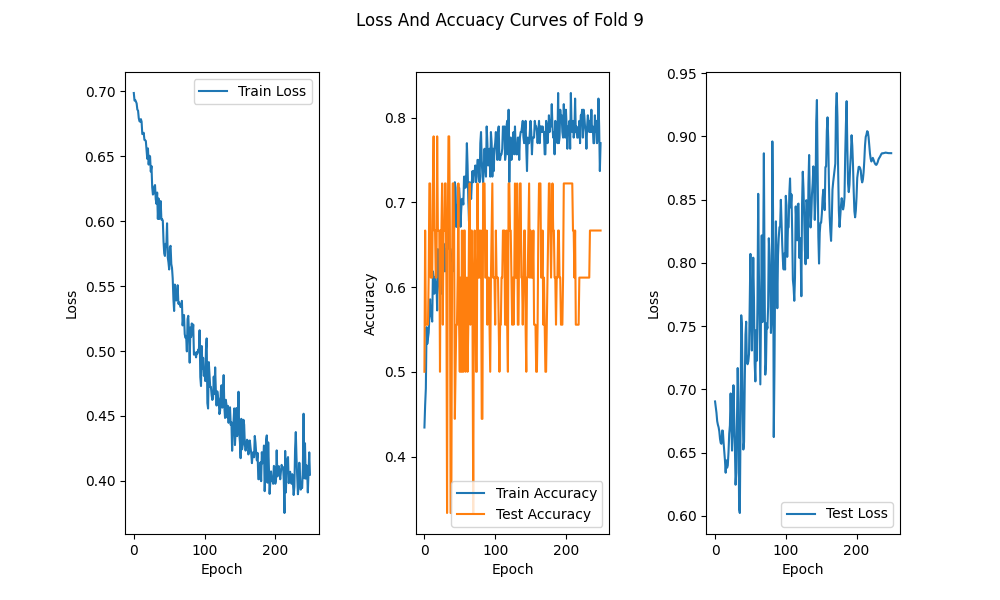 Loss And Accuacy Curves of Fold 9
0.70
0.65
0.60
0.55
0.50
0.45
0.40
Loss
0
100
200
Epoch
Train Loss
0.8
0.7
0.6
0.5
0.4
Accuracy
0
100
200
Epoch
Train Accuracy
Test Accuracy
0.95
0.90
0.85
0.80
0.75
0.70
0.65
0.60
Loss
0
100
200
Epoch
Test Loss